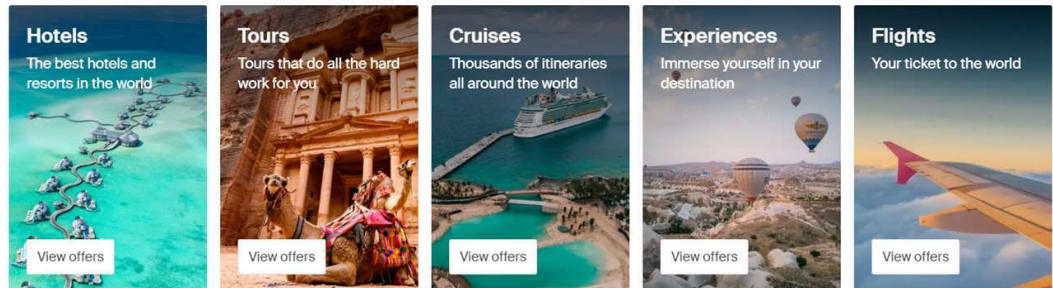 Hotels
The best hotels and
resorts in the world
View offers
Tours
Tours that do all the hard
work for you
View offers
Cruises
Thousands of itineraries
all around the world
View offers
Experiences
Immerse yourself in your
destination
View offers
Flights
Your ticket to the world
View offers